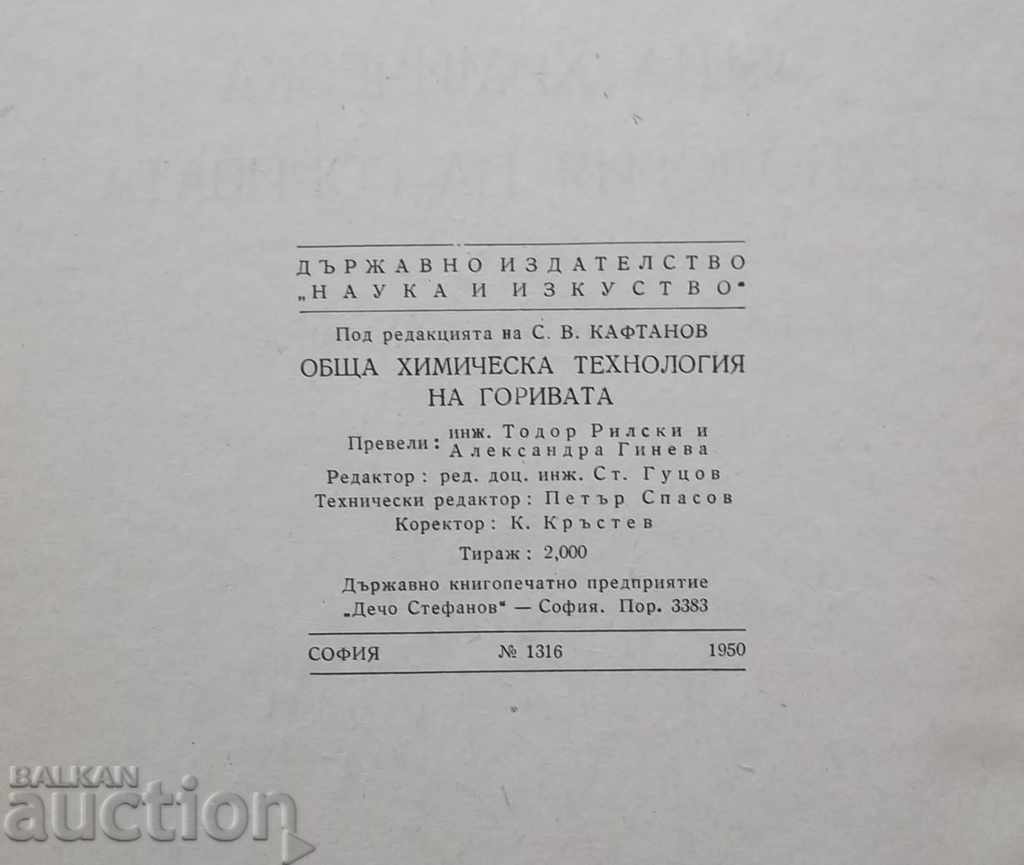 ДЪРЖАВНО ИЗДАТЕЛСТВО
„НАУКА И ИЗКУСТВО"
Под редакцията на С. В. КАФТАНОВ
ОБЩА ХИМИЧЕСКА ТЕХНОЛОГИЯ
НА ГОРИВАТА
Превели: инж. Тодор Рилски и
Александра Гинева
Редактор: ред. доц. инж. Ст. Гуцов
Технически редактор: Петър Спасов
Коректор: К. Кръстев
Тираж: 2,000
Държавно книгопечатно предприятие
„Дечо Стефанов" — София. Пор. 3383
СОФИЯ № 1316 1950
BALKAN
auction